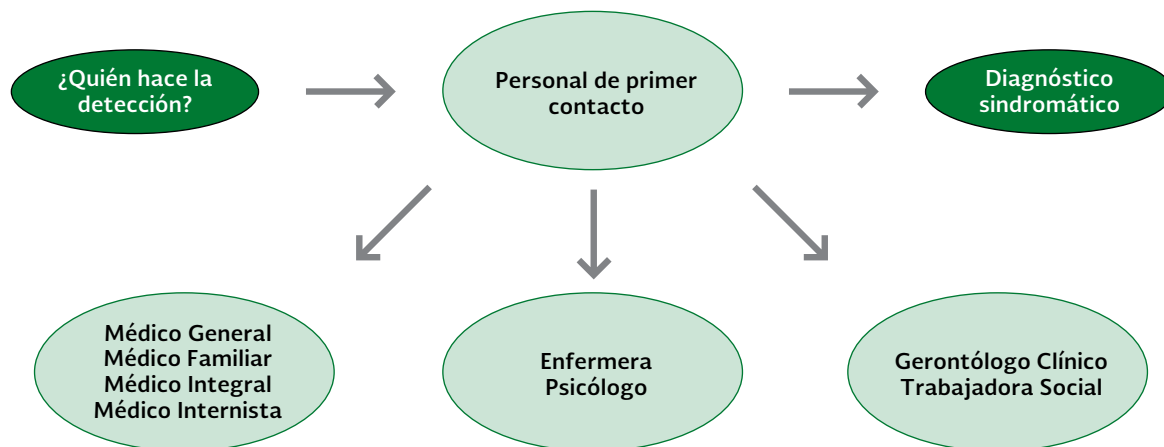 ¿Quién hace la
detección?
Personal de primer
contacto
Diagnóstico
sindromático
Médico General
Médico Familiar
Médico Integral
Médico Internista
Enfermera
Psicólogo
Gerontólogo Clínico
Trabajadora Social